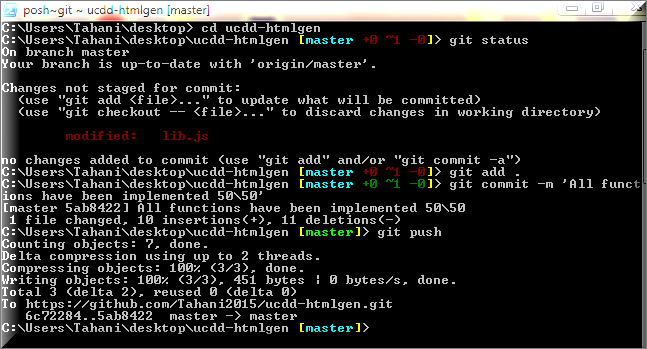 posh~git ~ ucdd-htmlgen [master]
C:\Users\Tahani\desktop> cd ucdd-htmlgen
C:\Users\Tahani\desktop\ucdd-htmlgen [master +0 ~1 -0]> git status
On branch master
Your branch is up-to-date with 'origin/master'.
Changes not staged for commit:
(use "git add <file>..." to update what will be committed)
(use "git checkout -- <file>..." to discard changes in working directory)
modified: lib.js
no changes added to commit (use "git add" and/or "git commit -a")
C:\Users\Tahani\desktop\ucdd-htmlgen [master +0 ~1 -0]> git add .
C:\Users\Tahani\desktop\ucdd-htmlgen [master +0 ~1 -0]> git commit -m 'All funct
ions have been implemented 50\50'
[master 5ab8422] All functions have been implemented 50\50
1 file changed, 10 insertions(+), 11 deletions(-)
C:\Users\Tahani\desktop\ucdd-htmlgen [master]> git push
Counting objects: 7, done.
Delta compression using up to 2 threads.
Compressing objects: 100% (3/3), done.
Writing objects: 100% (3/3), 451 bytes ¦ 0 bytes/s, done.
Total 3 (delta 2), reused 0 (delta 0)
To https://github.com/Tahani2015/ucdd-htmlgen.git
6c72284..5ab8422 master -> master
C:\Users\Tahani\desktop\ucdd-htmlgen [master]>